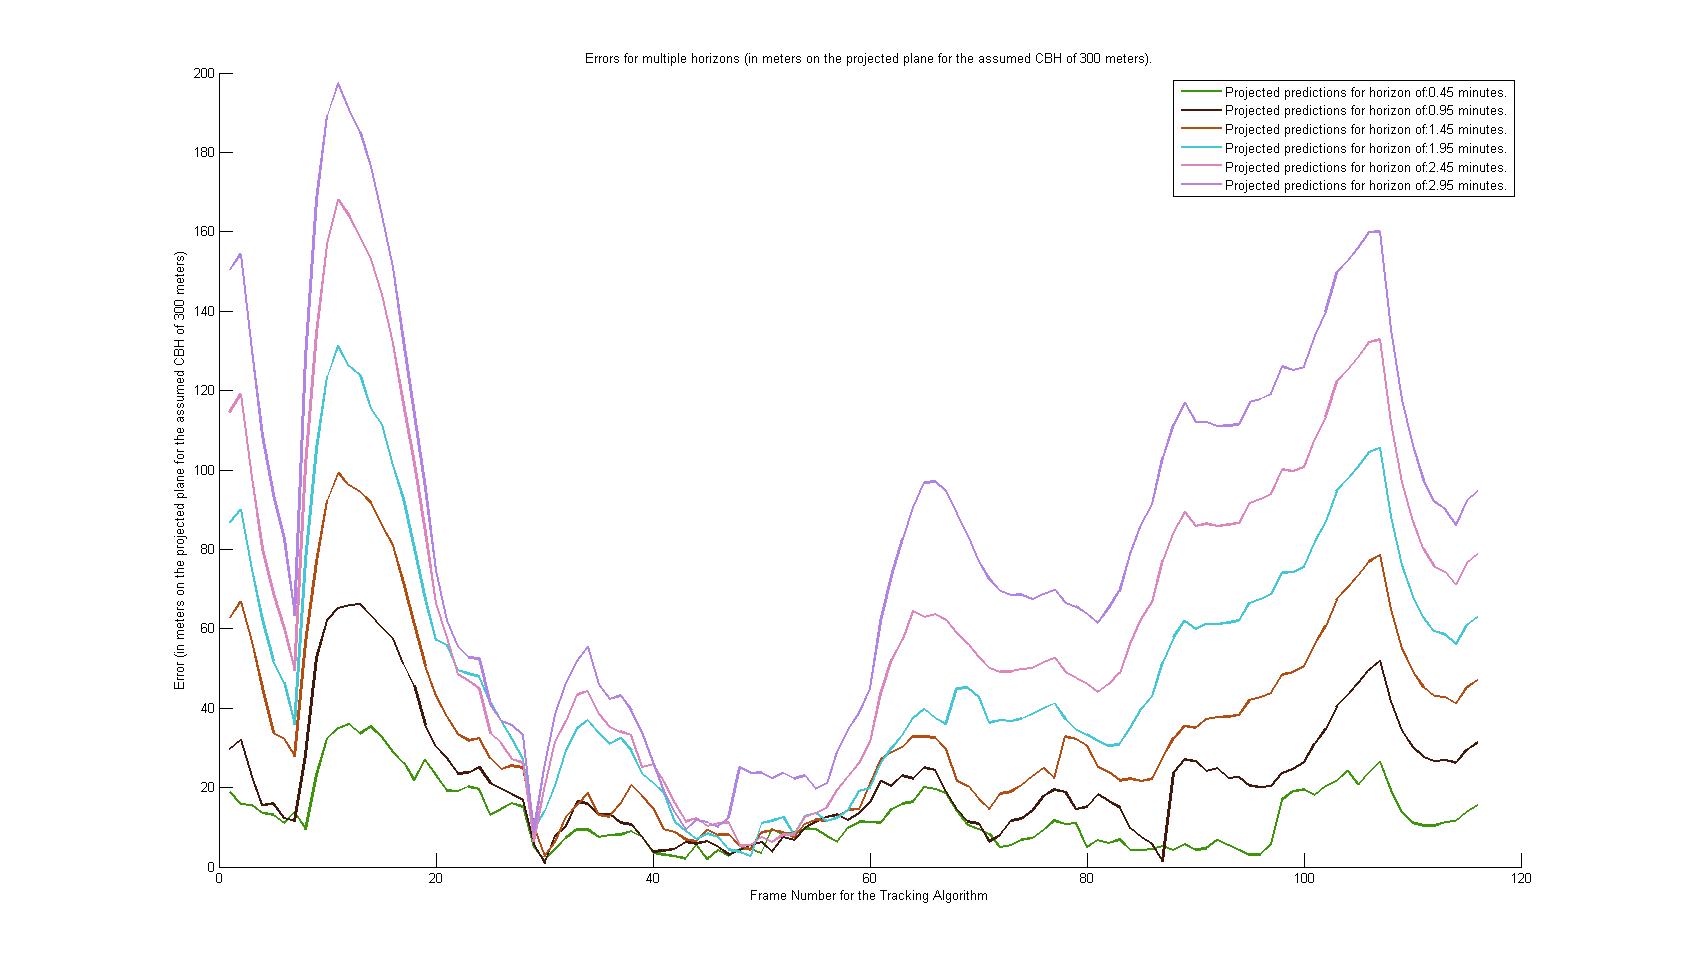 Errors for multiple horizons (in meters on the projected plane for the assumed CBH of 300 meters).
Projected predictions for horizon of:0.45 minutes.
Projected predictions for horizon of:0.95 minutes.
Projected predictions for horizon of:1.45 minutes.
Projected predictions for horizon of:1.95 minutes.
Projected predictions for horizon of:2.45 minutes.
Projected predictions for horizon of:2.95 minutes.
Error (in meters on the projected plane for the assumed CBH of 300 meters)
200
180
160
140
120
100
80
60
40
20
0
0 20 40 60 80 100 120
Frame Number for the Tracking Algorithm